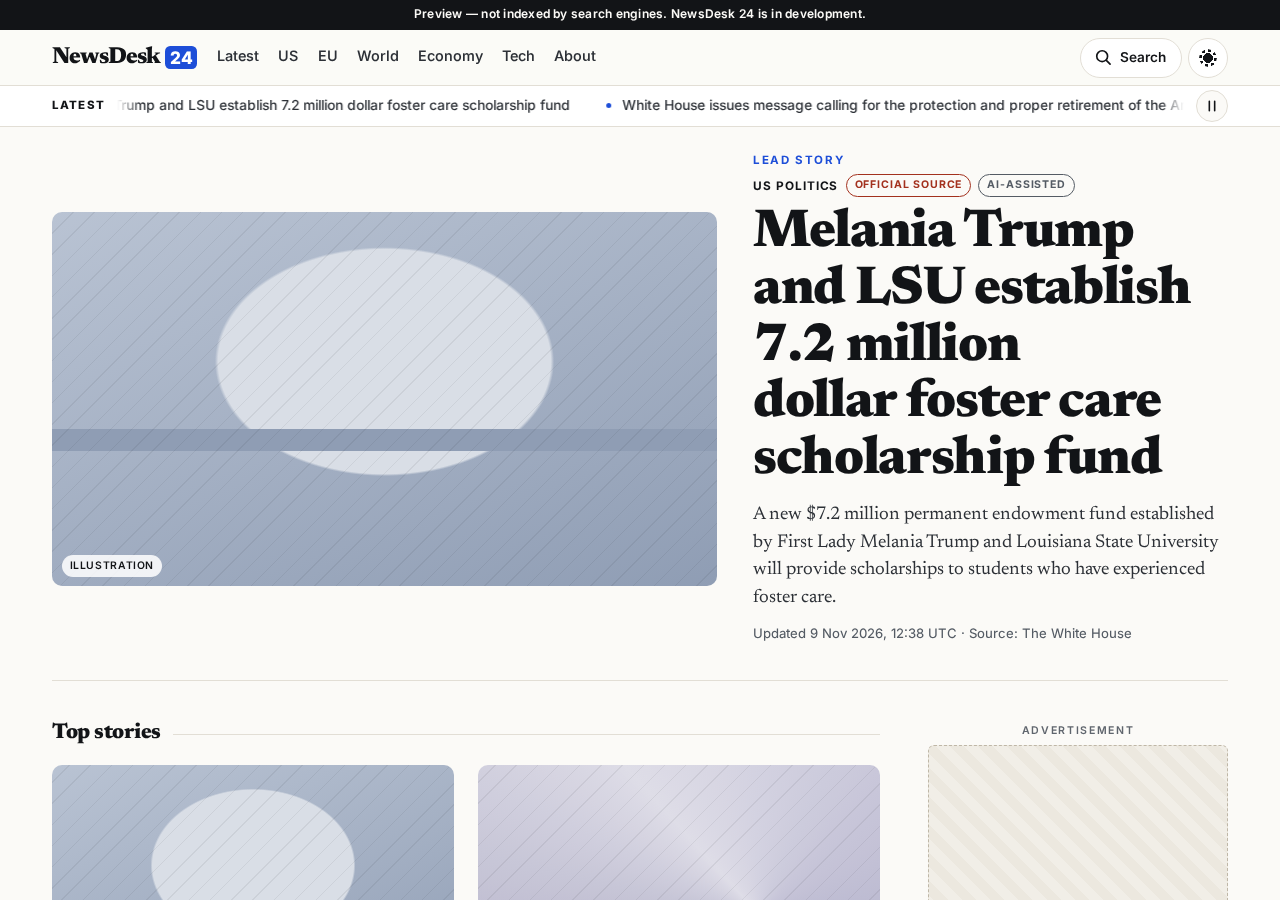 Preview — not indexed by search engines. NewsDesk 24 is in development.
NewsDesk 24 Latest US EU World Economy Tech About Search
LATEST and LSU establish 7.2 million dollar foster care scholarship fund • White House issues message calling for the protection and proper retirement of the
LEAD STORY
US POLITICS OFFICIAL SOURCE AI-ASSISTED
Melania Trump
and LSU establish
7.2 million
dollar foster care
scholarship fund
A new $7.2 million permanent endowment fund established
by First Lady Melania Trump and Louisiana State University
will provide scholarships to students who have experienced
foster care.
Updated 9 Nov 2026, 12:38 UTC · Source: The White House
ILLUSTRATION
Top stories
ADVERTISEMENT